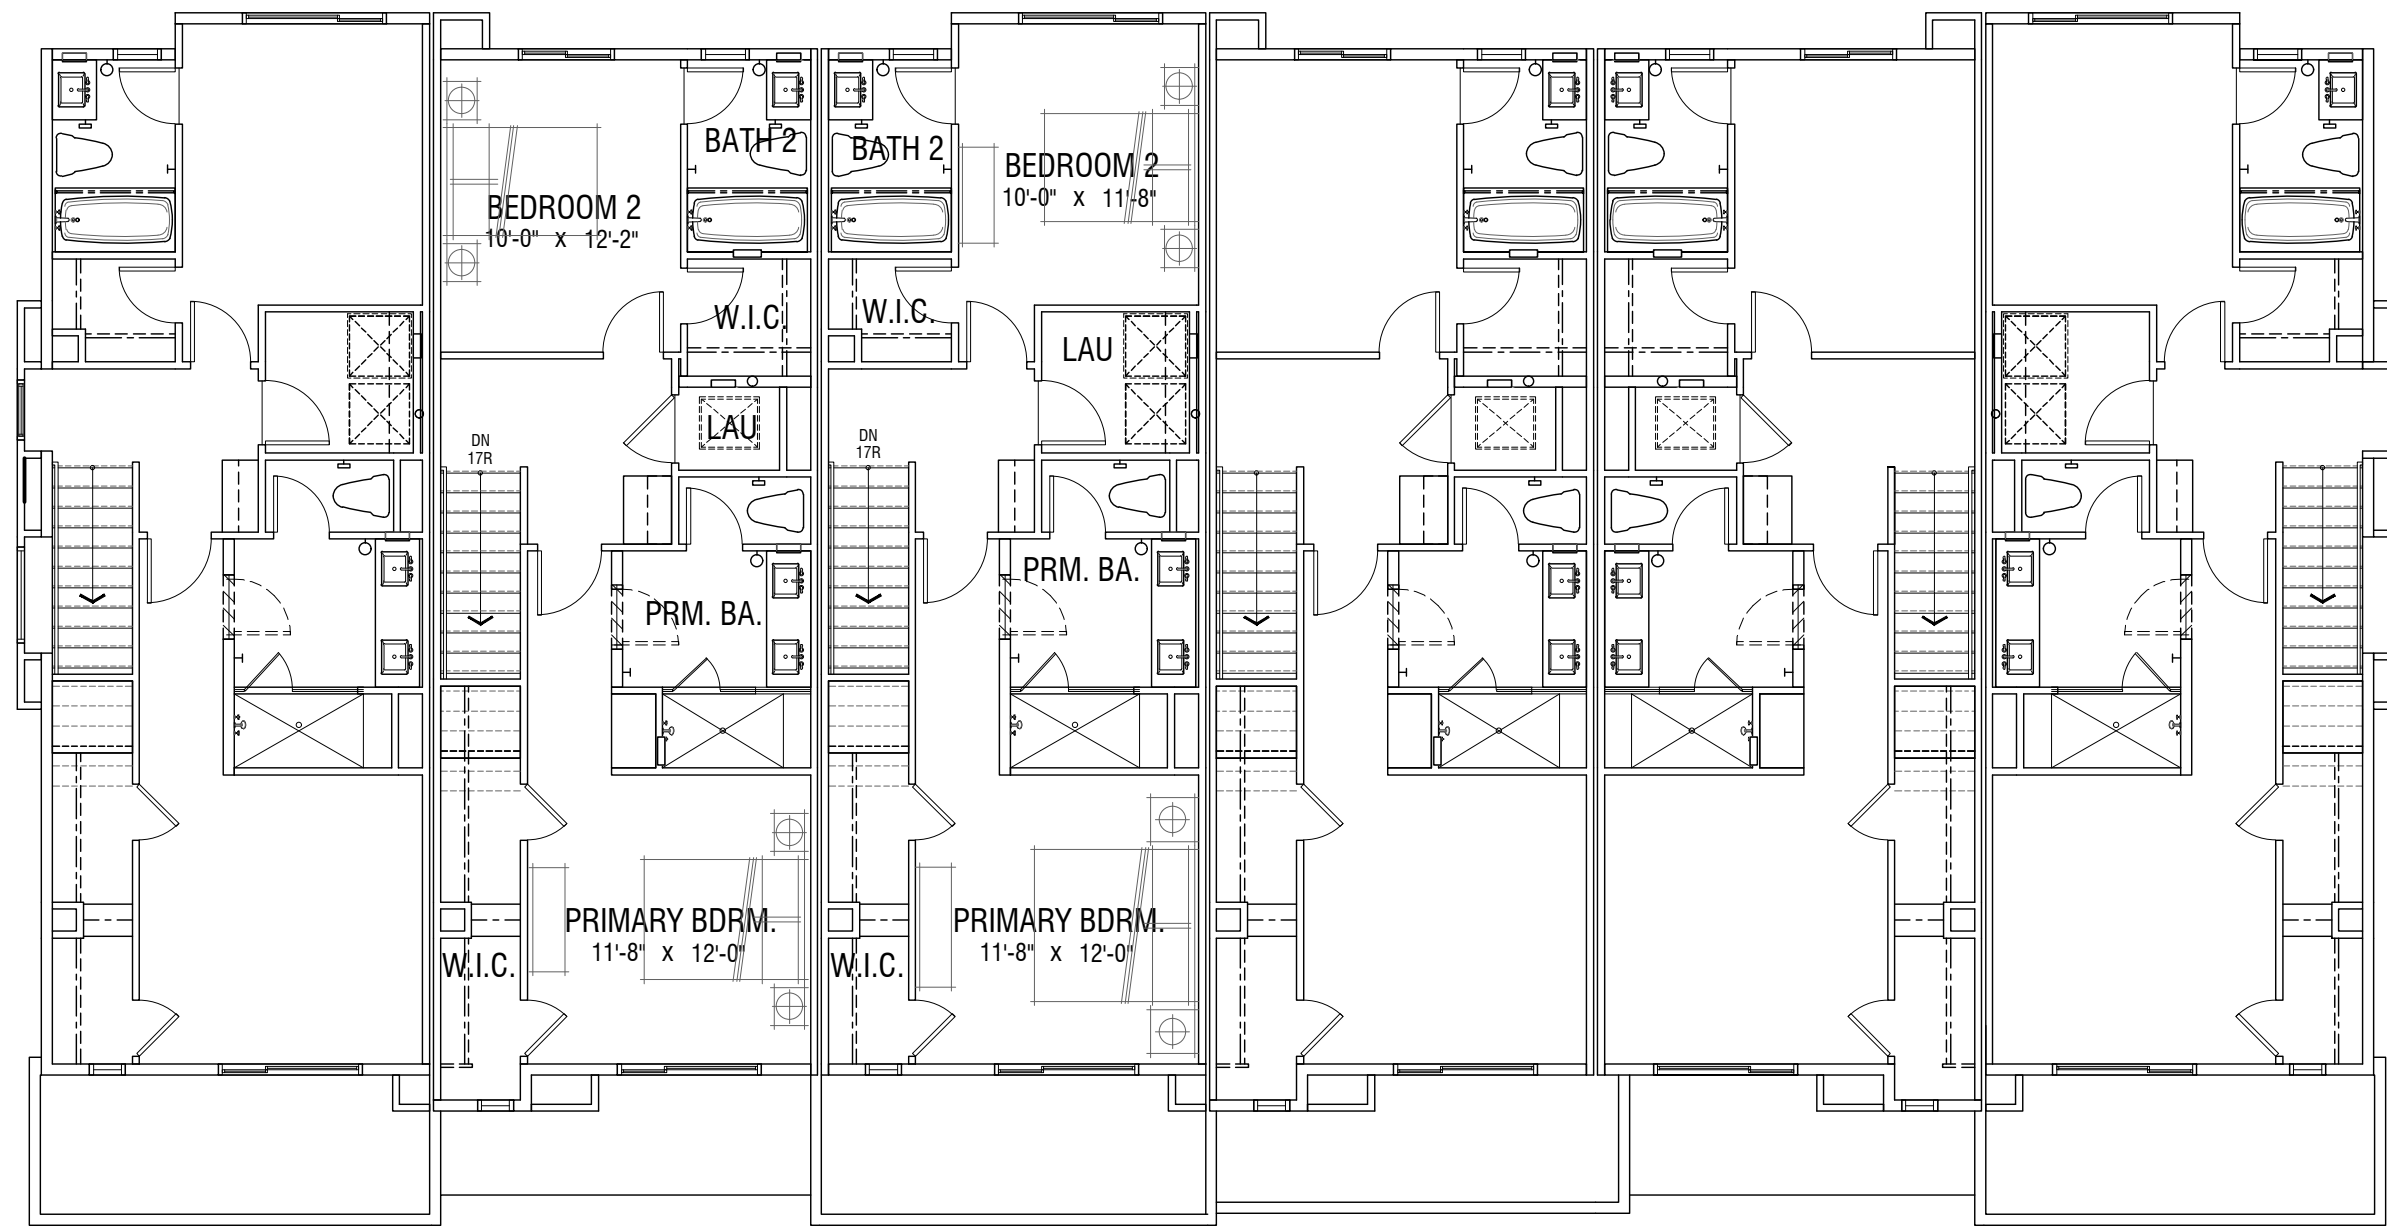 BATH 2
BEDROOM 2
10'-0" X 12'-2"
W.I.C.
LAU
DN
17R
PRM. BA.
PRIMARY BDRM.
11'-8" X 12'-0"
W.I.C.
BATH 2
BEDROOM 2
10'-0" X 11'-8"
W.I.C.
LAU
DN
17R
PRM. BA.
PRIMARY BDRM.
11'-8" X 12'-0"
W.I.C.